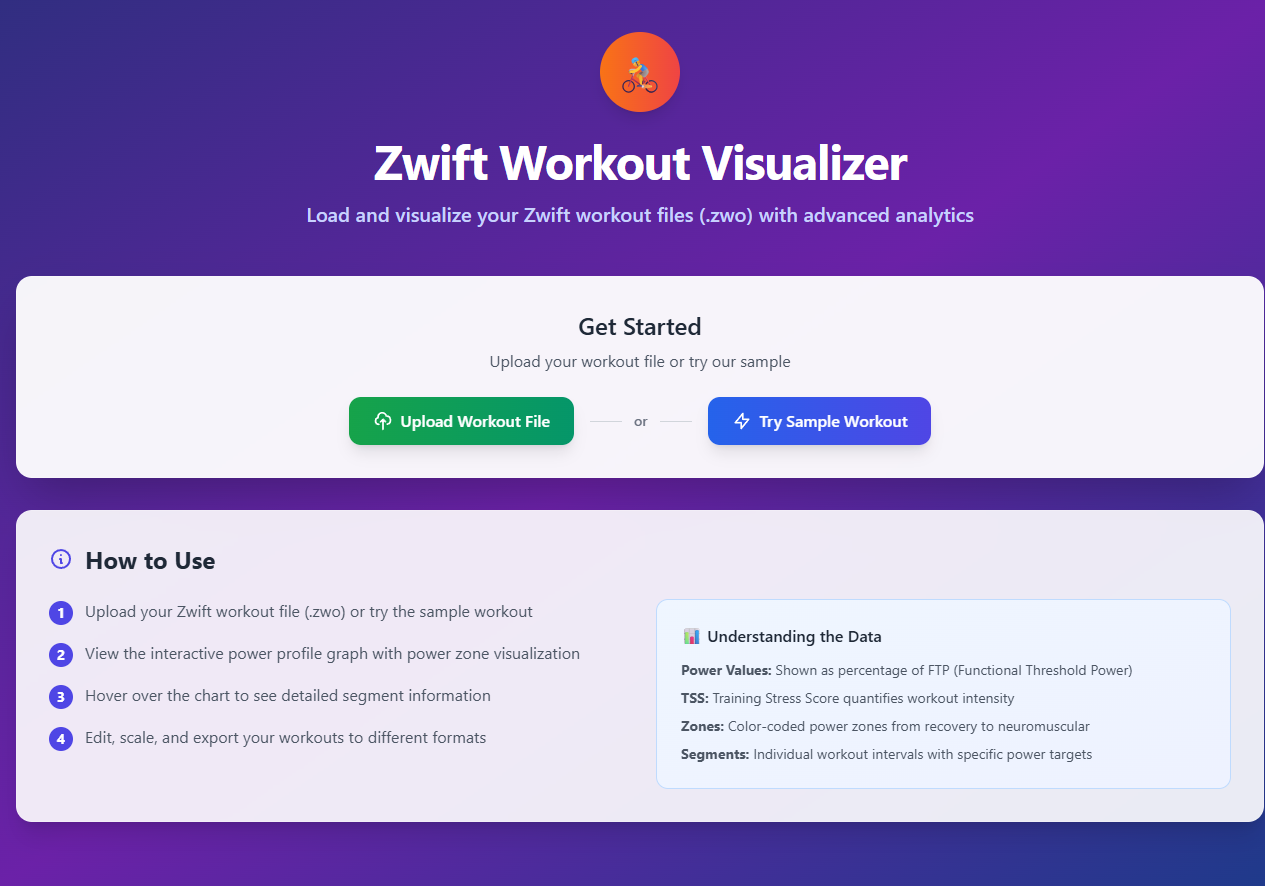 Zwift Workout Visualizer
Load and visualize your Zwift workout files (.zwo) with advanced analytics
Get Started
Upload your workout file or try our sample
Upload Workout File
or
Try Sample Workout
How to Use
1 Upload your Zwift workout file (.zwo) or try the sample workout
2 View the interactive power profile graph with power zone visualization
3 Hover over the chart to see detailed segment information
4 Edit, scale, and export your workouts to different formats
Understanding the Data
Power Values: Shown as percentage of FTP (Functional Threshold Power)
TSS: Training Stress Score quantifies workout intensity
Zones: Color-coded power zones from recovery to neuromuscular
Segments: Individual workout intervals with specific power targets